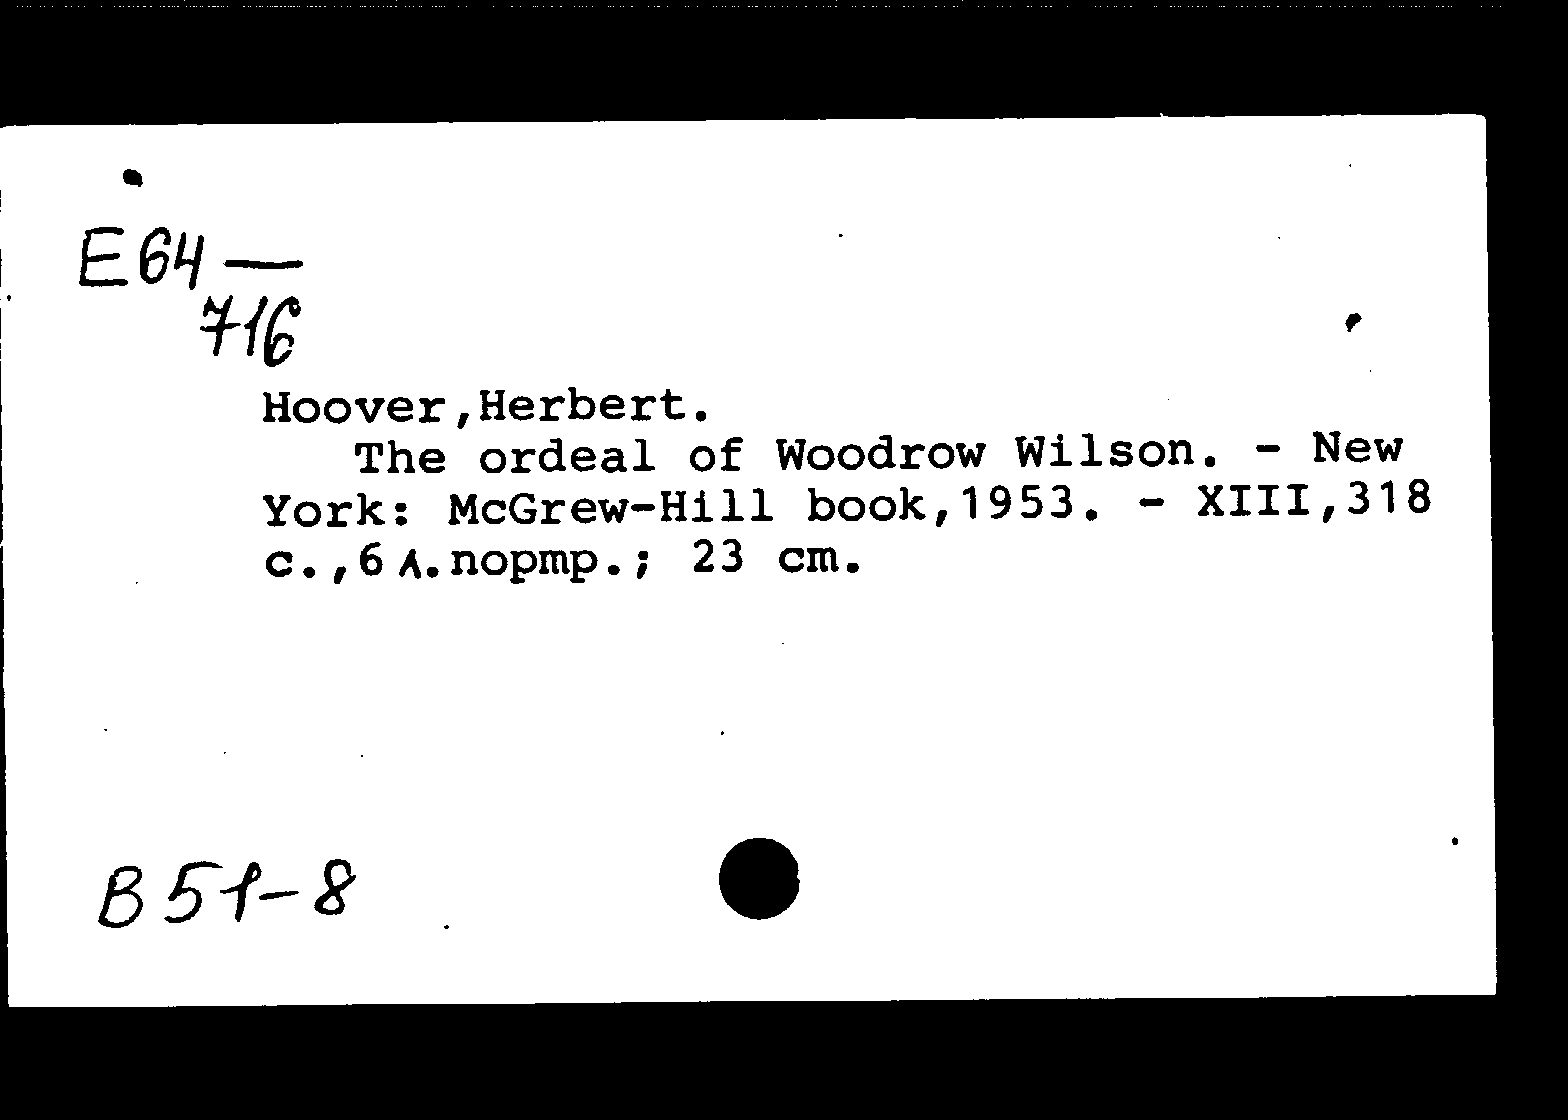 E64—
716
Hoover,Herbert.
The ordeal of Woodrow Wilson. - New
York: McGrew-Hill book,1953. - XIII,318
c.,6 л.портр.; 23 cm.
B51-8